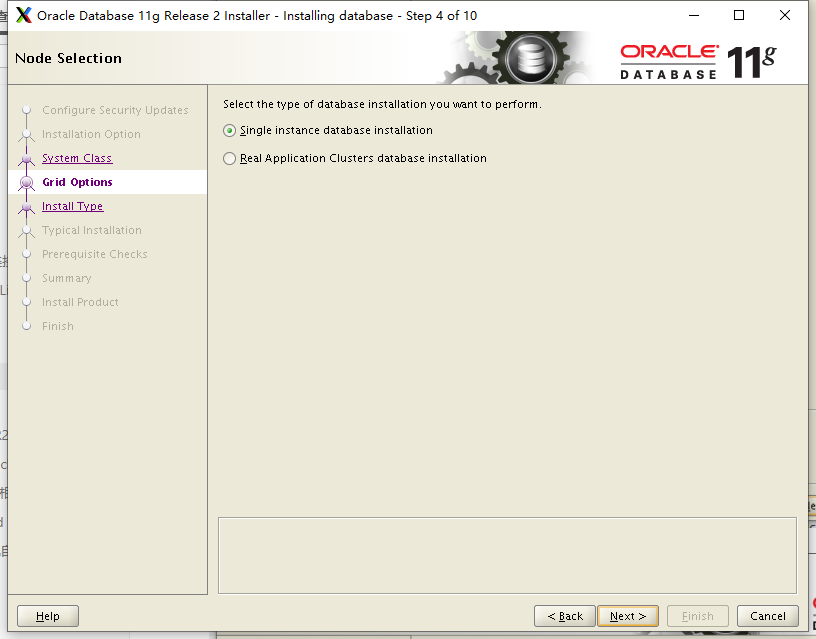 Oracle Database 11g Release 2 Installer - Installing database - Step 4 of 10
Node Selection
ORACLE
DATABASE 11g
Configure Security Updates
Installation Option
System Class
Grid Options
Install Type
Typical Installation
Prerequisite Checks
Summary
Install Product
Finish
Select the type of database installation you want to perform.
Single instance database installation
Real Application Clusters database installation
Help
< Back
Next >
Finish
Cancel